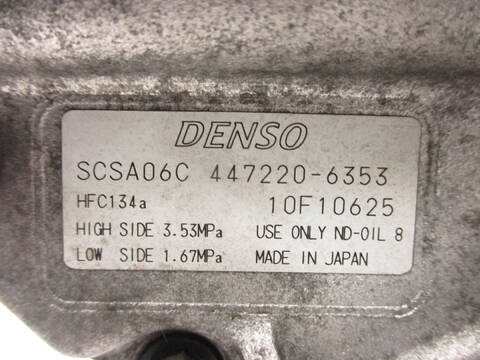 DENSO
SCSA06C 447220-6353
HFC134a 10F10625
HIGH SIDE 3.53MPa USE ONLY ND-OIL 8
LOW SIDE 1.67MPa MADE IN JAPAN